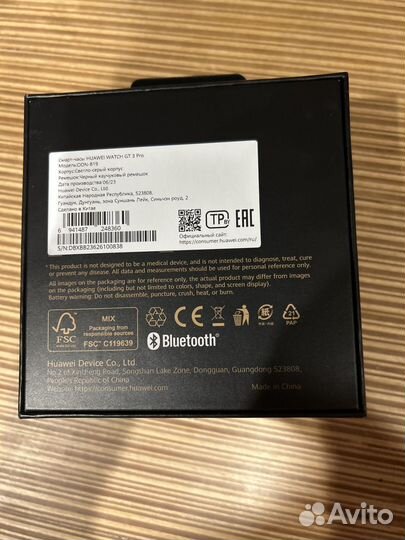 Смарт-часы HUAWEI WATCH GT 3 Pro
Модель:ODN-B19
Корпус:Светло-серый корпус
Ремешок:Черный каучуковый ремешок
Дата производства:06/23
Huawei Device Co., Ltd.
Китайская Народная Республика, 523808,
Гуандун, Дунгуань, зона Суншань Лейк, Синьчэн роуд, 2
Сделано в Китае
6 941487 248360
S/N:D8X8823626100838
TP
EAC
Официальный сайт:
https://consumer.huawei.com/ru/
*This product is not designed to be a medical device, and is not intended to diagnose, treat, cure
or prevent any disease. All data and measurements should be used for personal reference only.
All images on the packaging are for reference only, the actual product may differ from images
on the packaging (including but not limited to colors, shape, and screen display).
Battery warning: Do not disassemble, puncture, crush, heat, or burn.
FSC
www.fsc.org
MIX
Packaging from
responsible sources
FSC® C119639
CE
21
PAP
Bluetooth®
Huawei Device Co., Ltd.
No.2 of Xincheng Road, Songshan Lake Zone, Dongguan, Guangdong 523808,
People's Republic of China
Website: https://consumer.huawei.com
Made in China
Avito